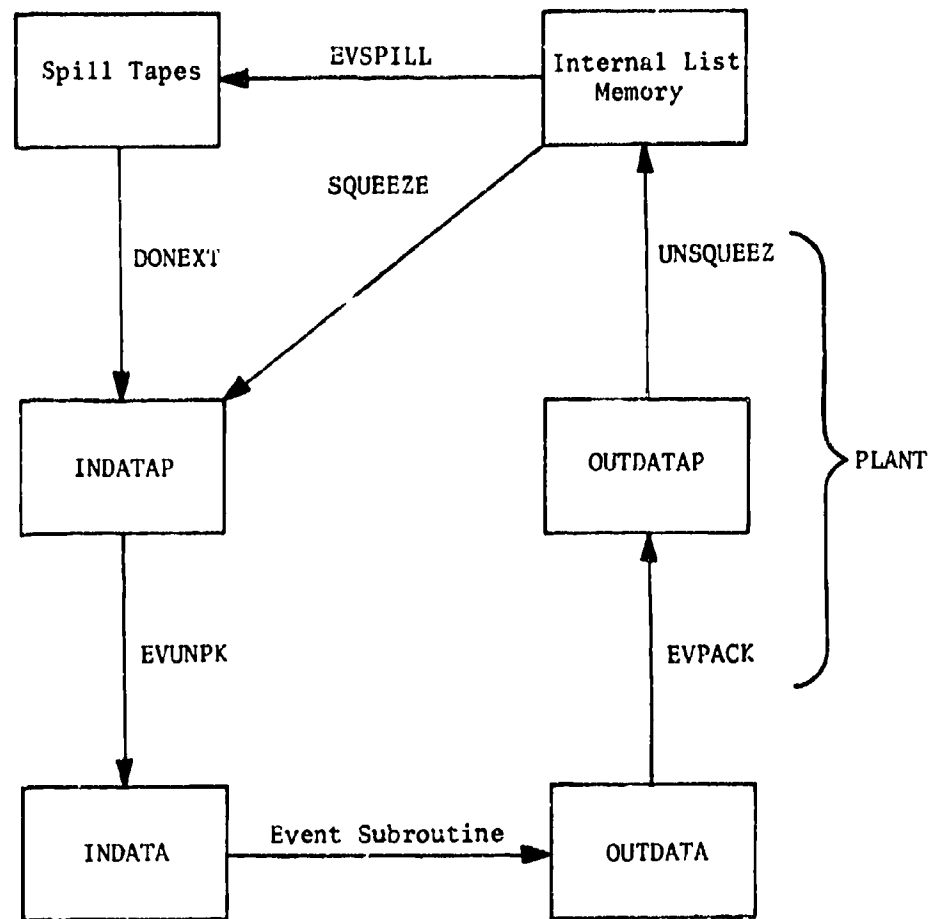 EVSPILL
Spill Tapes
Internal List
Memory
SQUEEZE
DONEXT
UNSQUEEZ
INDATAP
OUTDATAP
PLANT
EVUNPK
EVPACK
Event Subroutine
INDATA
OUTDATA